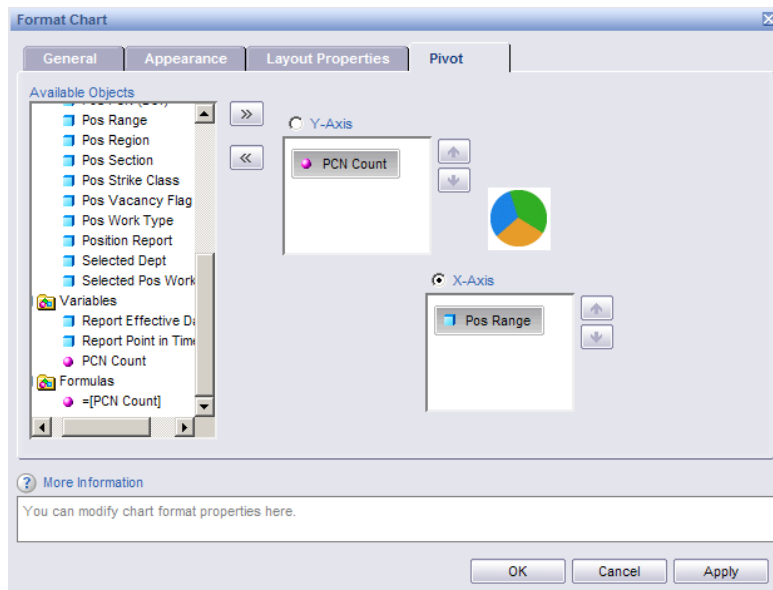 Format Chart
General
Appearance
Layout Properties
Pivot
Available Objects
Pos Range
Pos Region
Pos Section
Pos Strike Class
Pos Vacancy Flag
Pos Work Type
Position Report
Selected Dept
Selected Pos Work
Variables
Report Effective Da
Report Point in Time
PCN Count
Formulas
=[PCN Count]
Y-Axis
PCN Count
X-Axis
Pos Range
? More Information
You can modify chart format properties here.
OK
Cancel
Apply